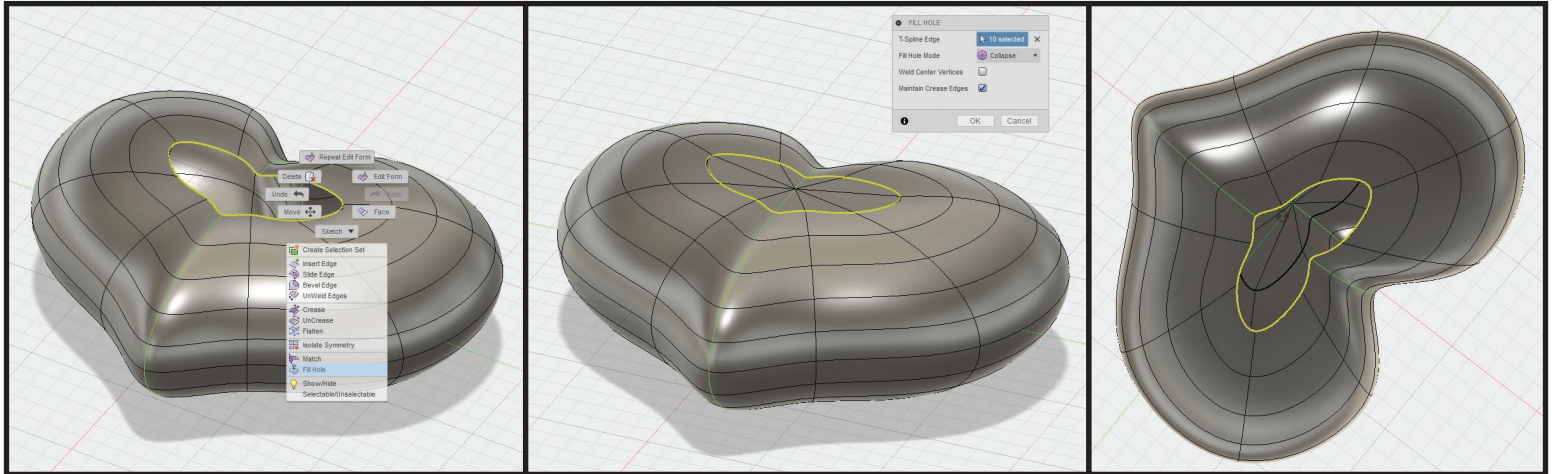 Repeat Edit Form
Delete
Edit Form
Undo
Redo
Move
Face
Sketch
Create Selection Set
Insert Edge
Slide Edge
Bevel Edge
UnWeld Edges
Crease
UnCrease
Flatten
Isolate Symmetry
Match
Fill Hole
Show/Hide
Selectable/Unselectable
FILL HOLE
T-Spline Edge 10 selected
Fill Hole Mode Collapse
Weld Center Vertices
Maintain Crease Edges
OK Cancel